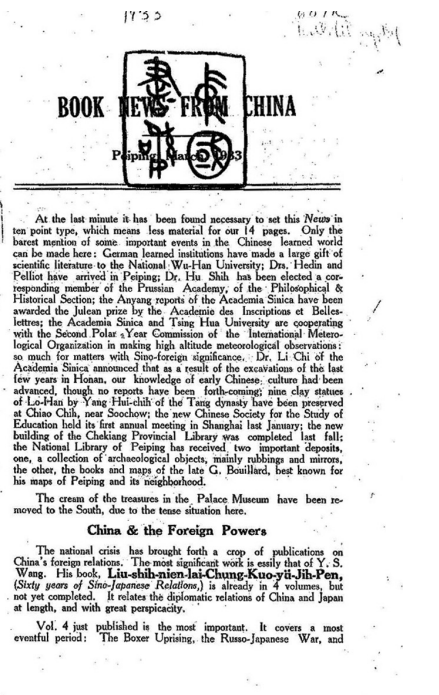 1933
BOOK NEWS FROM CHINA
Peiping, March, 1933
At the last minute it has been found necessary to set this News in
ten point type, which means less material for our 14 pages. Only the
barest mention of some important events in the Chinese learned world
can be made here: German learned institutions have made a large gift of
scientific literature to the National Wu-Han University; Drs. Hedin and
Pelliot have arrived in Peiping; Dr. Hu Shih has been elected a cor-
responding member of the Prussian Academy, of the Philosophical &
Historical Section; the Anyang reports of the Academia Sinica have been
awarded the Julean prize by the Academie des Inscriptions et Belles-
lettres; the Academia Sinica and Tsing Hua University are cooperating
with the Second Polar Year Commission of the International Metero-
logical Organization in making high altitude meteorological observations:
so much for matters with Sino-foreign significance. Dr. Li Chi of the
Academia Sinica announced that as a result of the excavations of the last
few years in Honan, our knowledge of early Chinese culture had been
advanced, though no reports have been forth-coming; nine clay statues
of Lo-Han by Yang Hui-chih of the Tang dynasty have been preserved
at Chiao Chih, near Soochow; the new Chinese Society for the Study of
Education held its first annual meeting in Shanghai last January; the new
building of the Chekiang Provincial Library was completed last fall;
the National Library of Peiping has received two important deposits,
one, a collection of archaeological objects, mainly rubbings and mirrors,
the other, the books and maps of the late G. Bouillard, best known for
his maps of Peiping and its neighborhood.
The cream of the treasures in the Palace Museum have been re-
moved to the South, due to the tense situation here.
China & the Foreign Powers
The national crisis has brought forth a crop of publications on
China's foreign relations. The most significant work is easily that of Y. S.
Wang. His book, Liu-shih-nien-lai-Chung-Kuo-yü-Jih-Pen,
(Sixty years of Sino-Japanese Relations,) is already in 4 volumes, but
not yet completed. It relates the diplomatic relations of China and Japan
at length, and with great perspicacity.
Vol. 4 just published is the most important. It covers a most
eventful period: The Boxer Uprising, the Russo-Japanese War, and